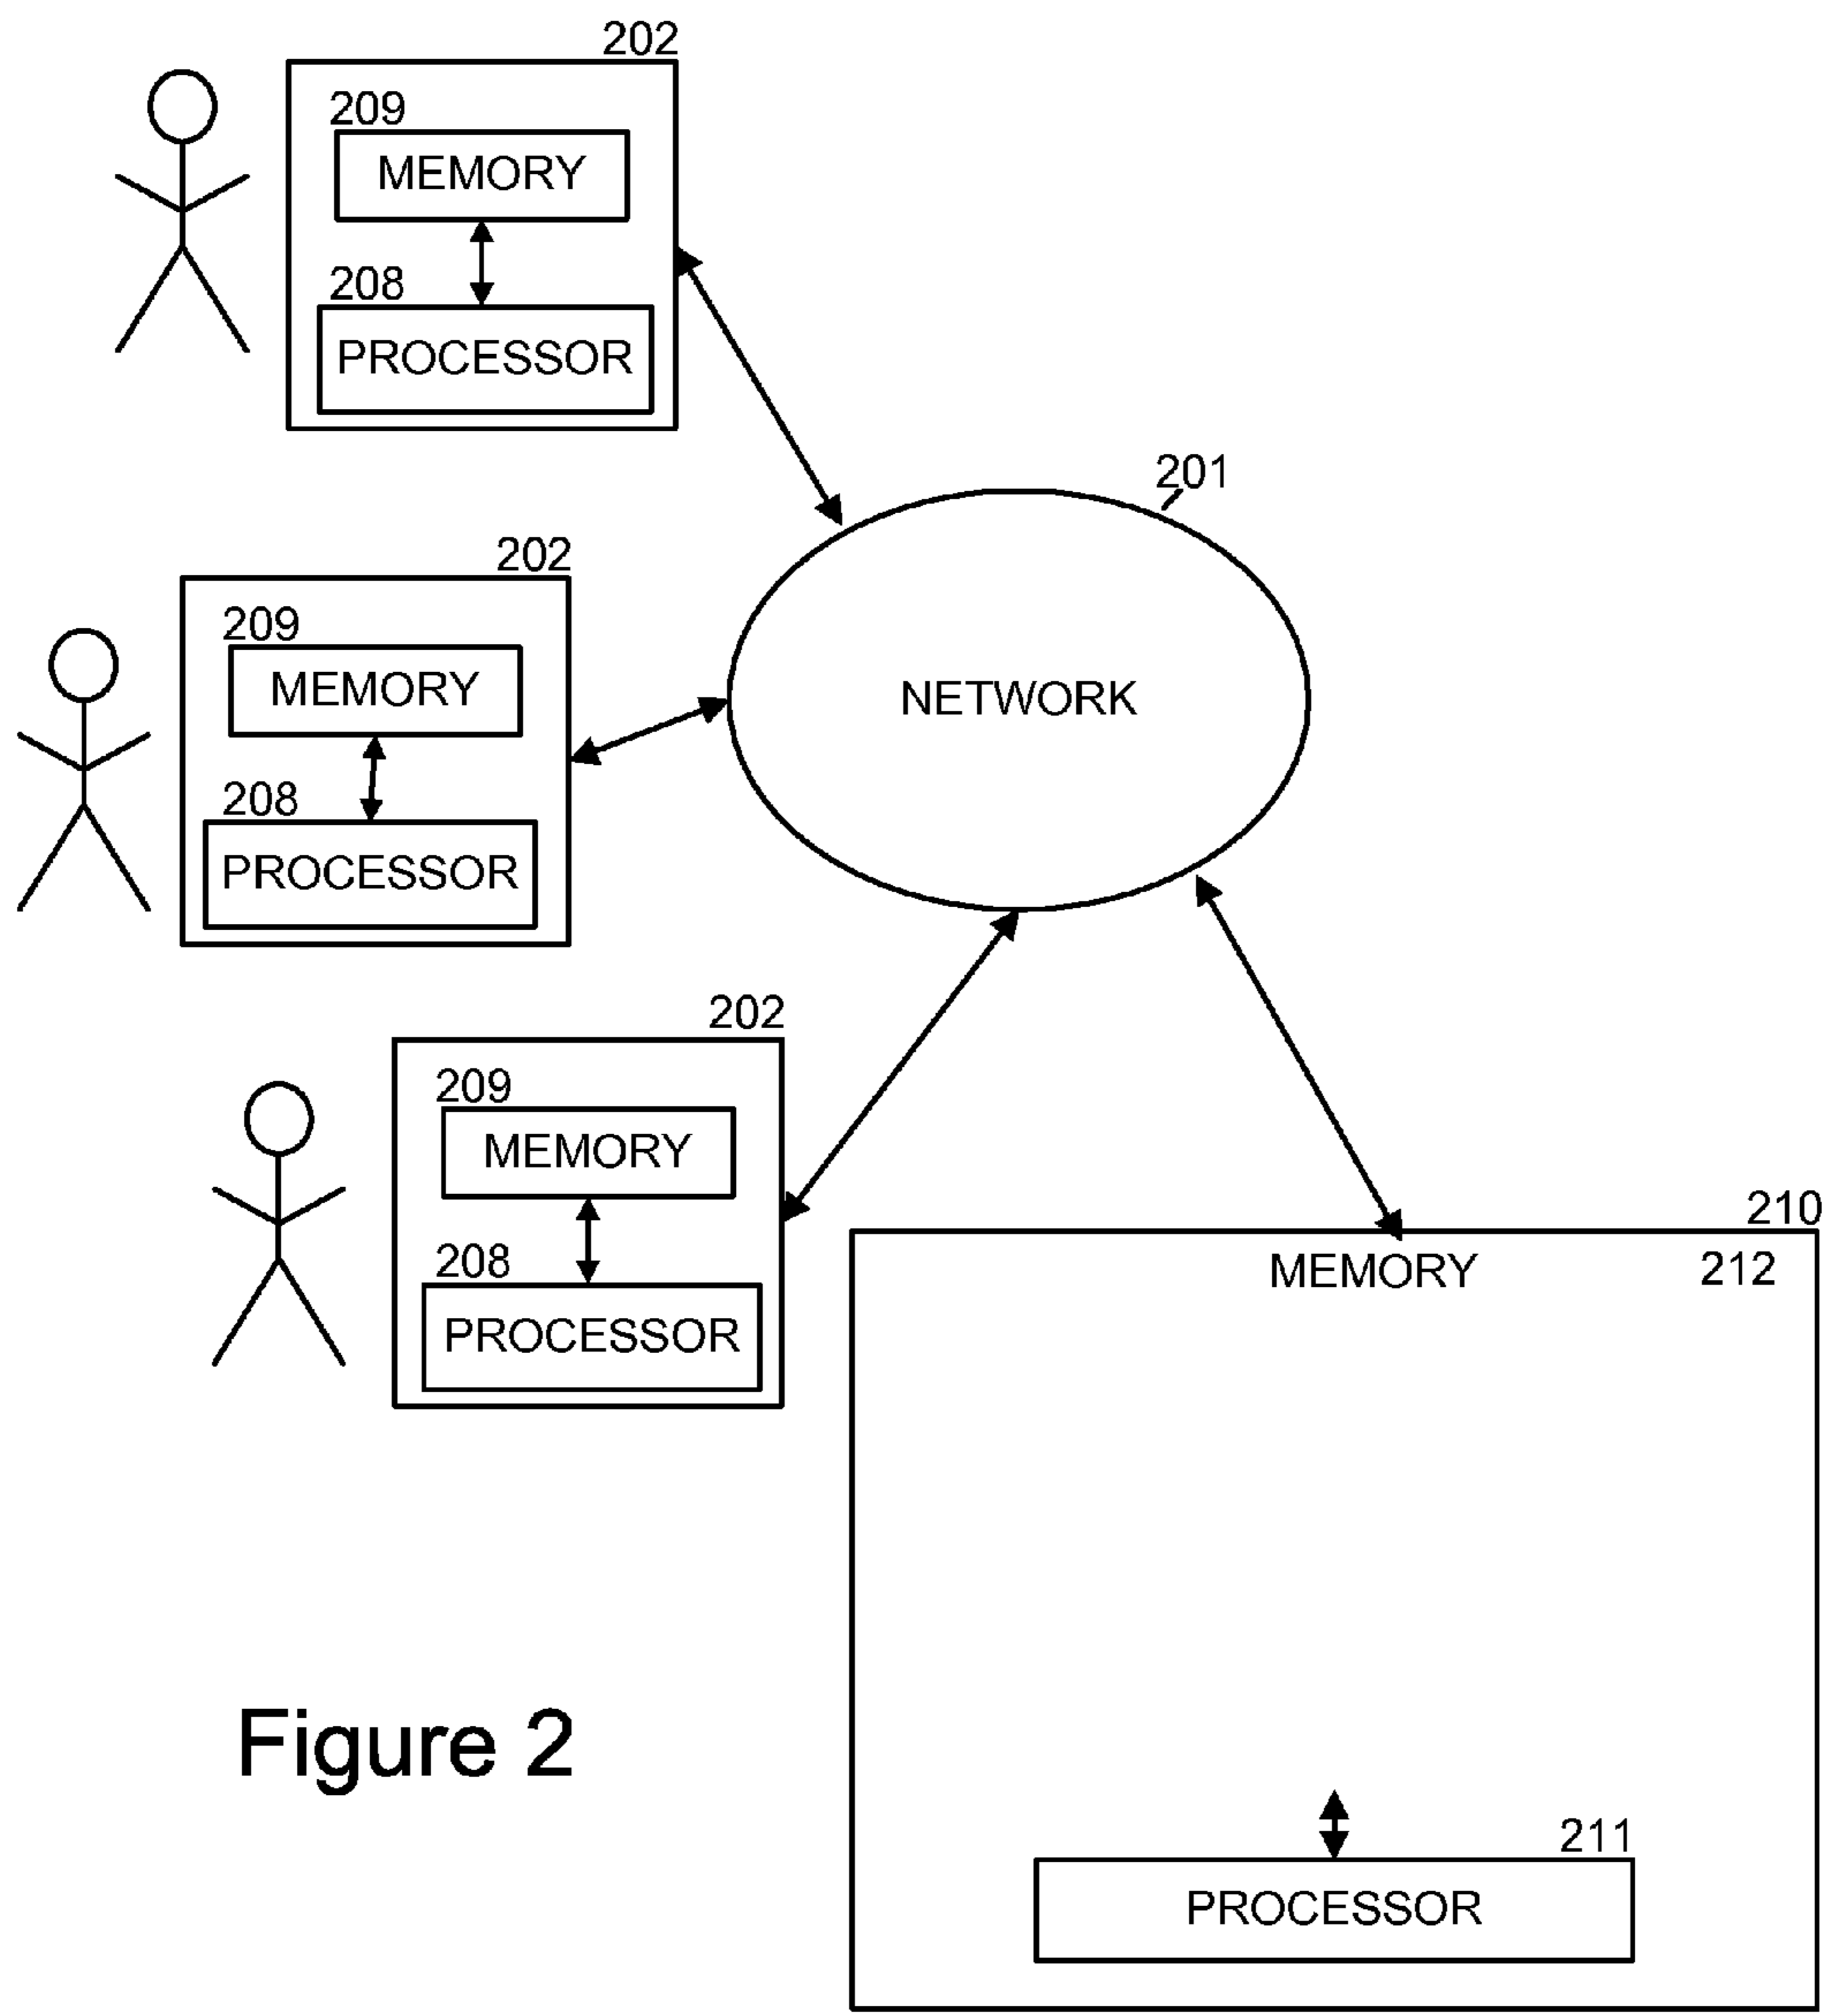 202
209
MEMORY
208
PROCESSOR
201
NETWORK
202
209
MEMORY
208
PROCESSOR
202
209
MEMORY
208
PROCESSOR
210
MEMORY 212
211
PROCESSOR
Figure 2